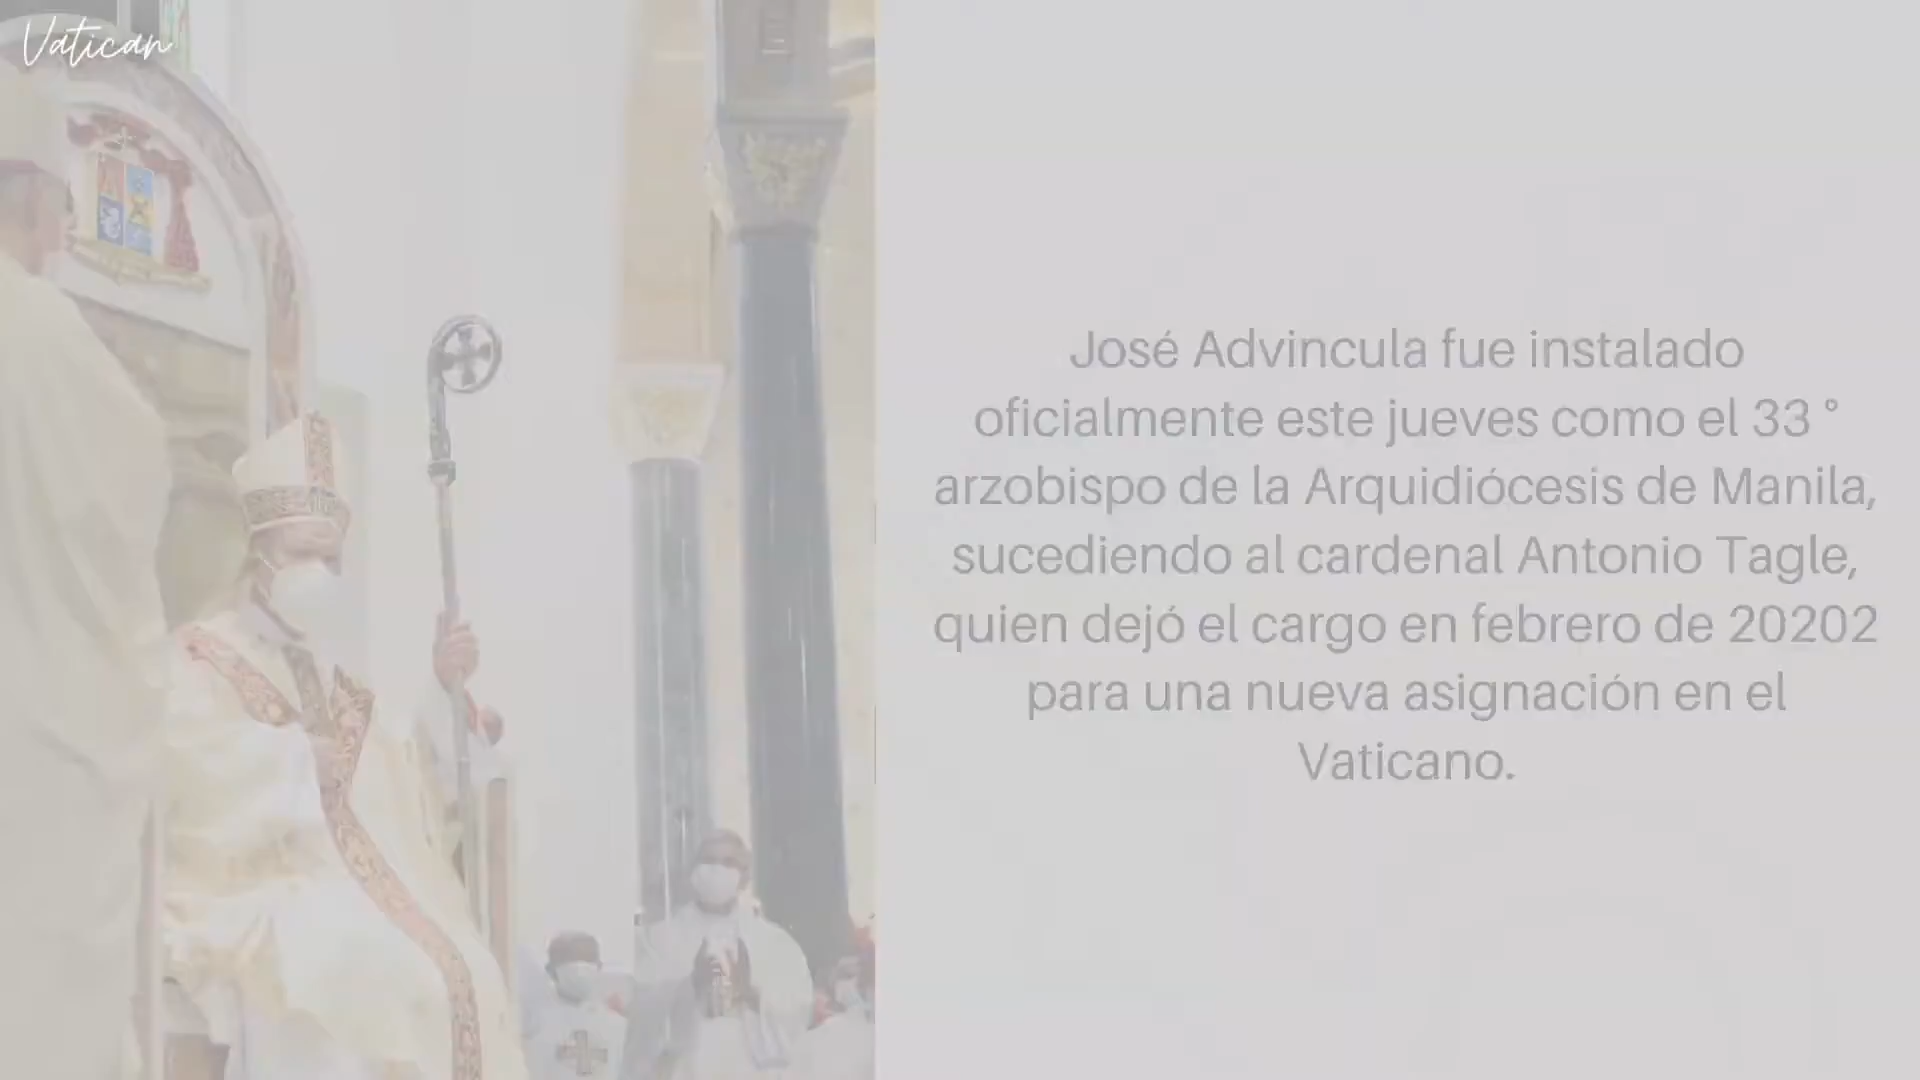 Vatican
José Advincula fue instalado
oficialmente este jueves como el 33 °
arzobispo de la Arquidiócesis de Manila,
sucediendo al cardenal Antonio Tagle,
quien dejó el cargo en febrero de 20202
para una nueva asignación en el
Vaticano.